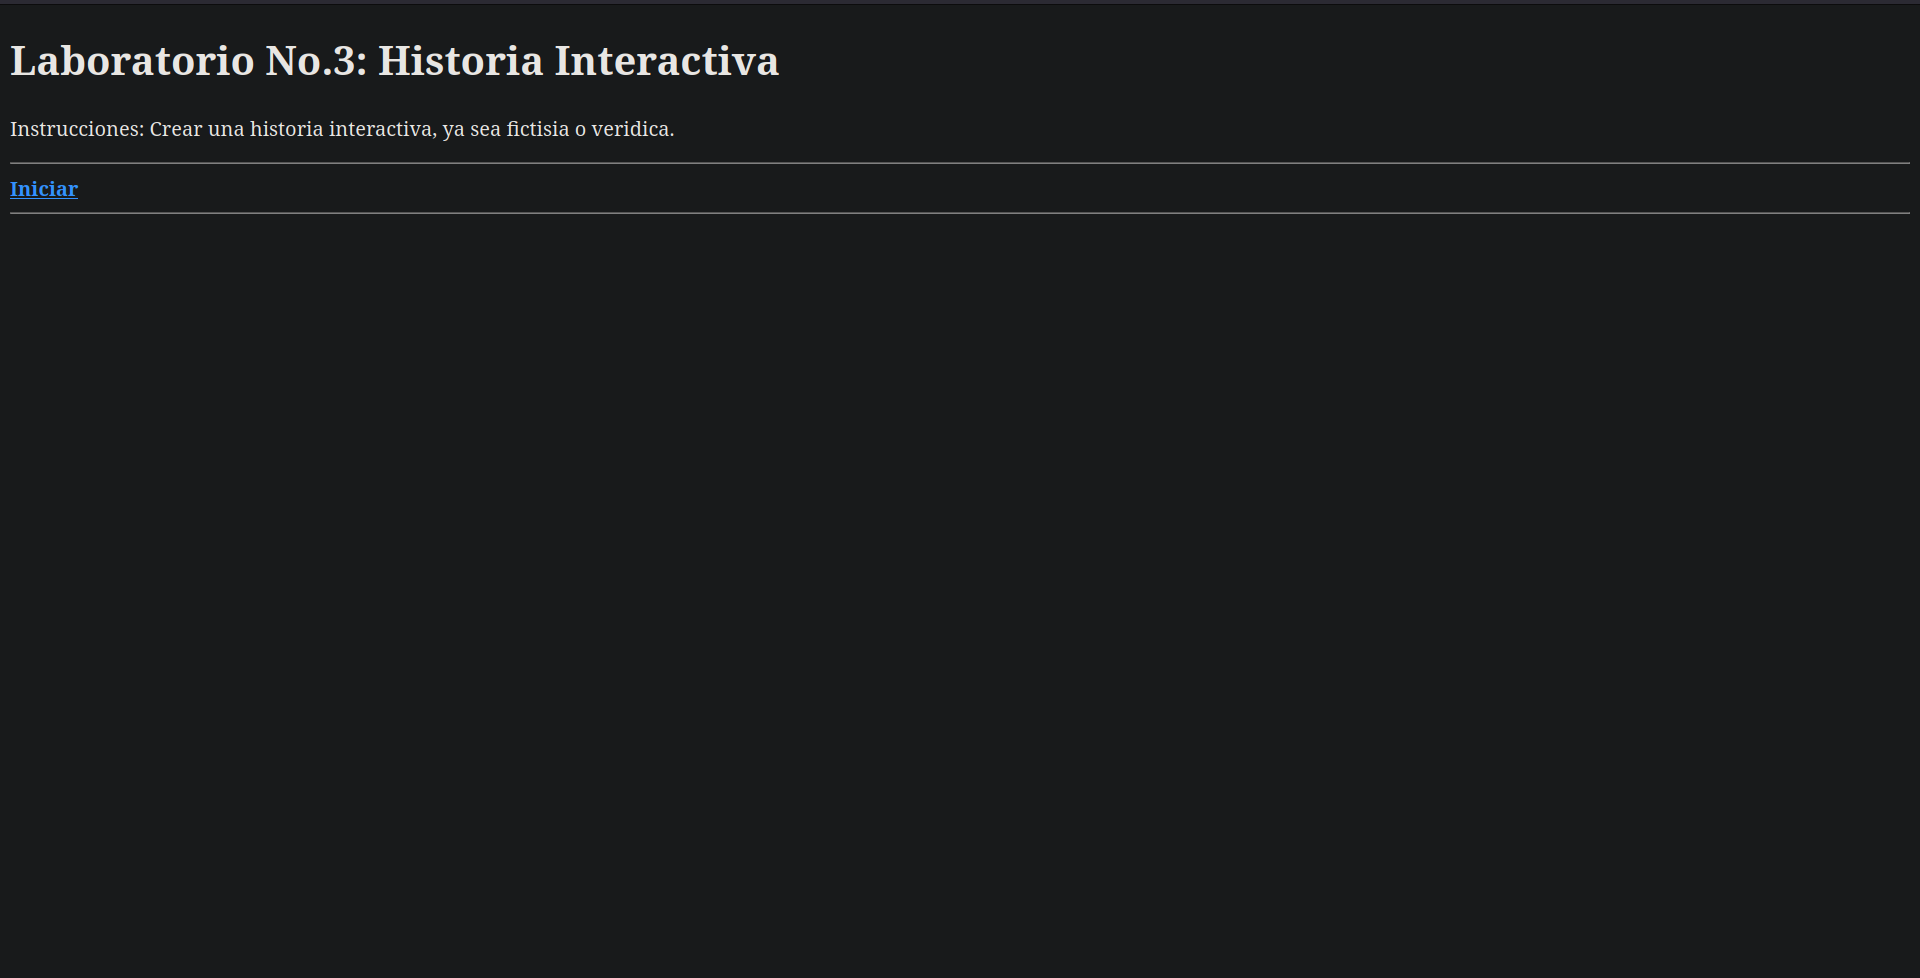 Laboratorio No.3: Historia Interactiva
Instrucciones: Crear una historia interactiva, ya sea fictisia o veridica.
Iniciar